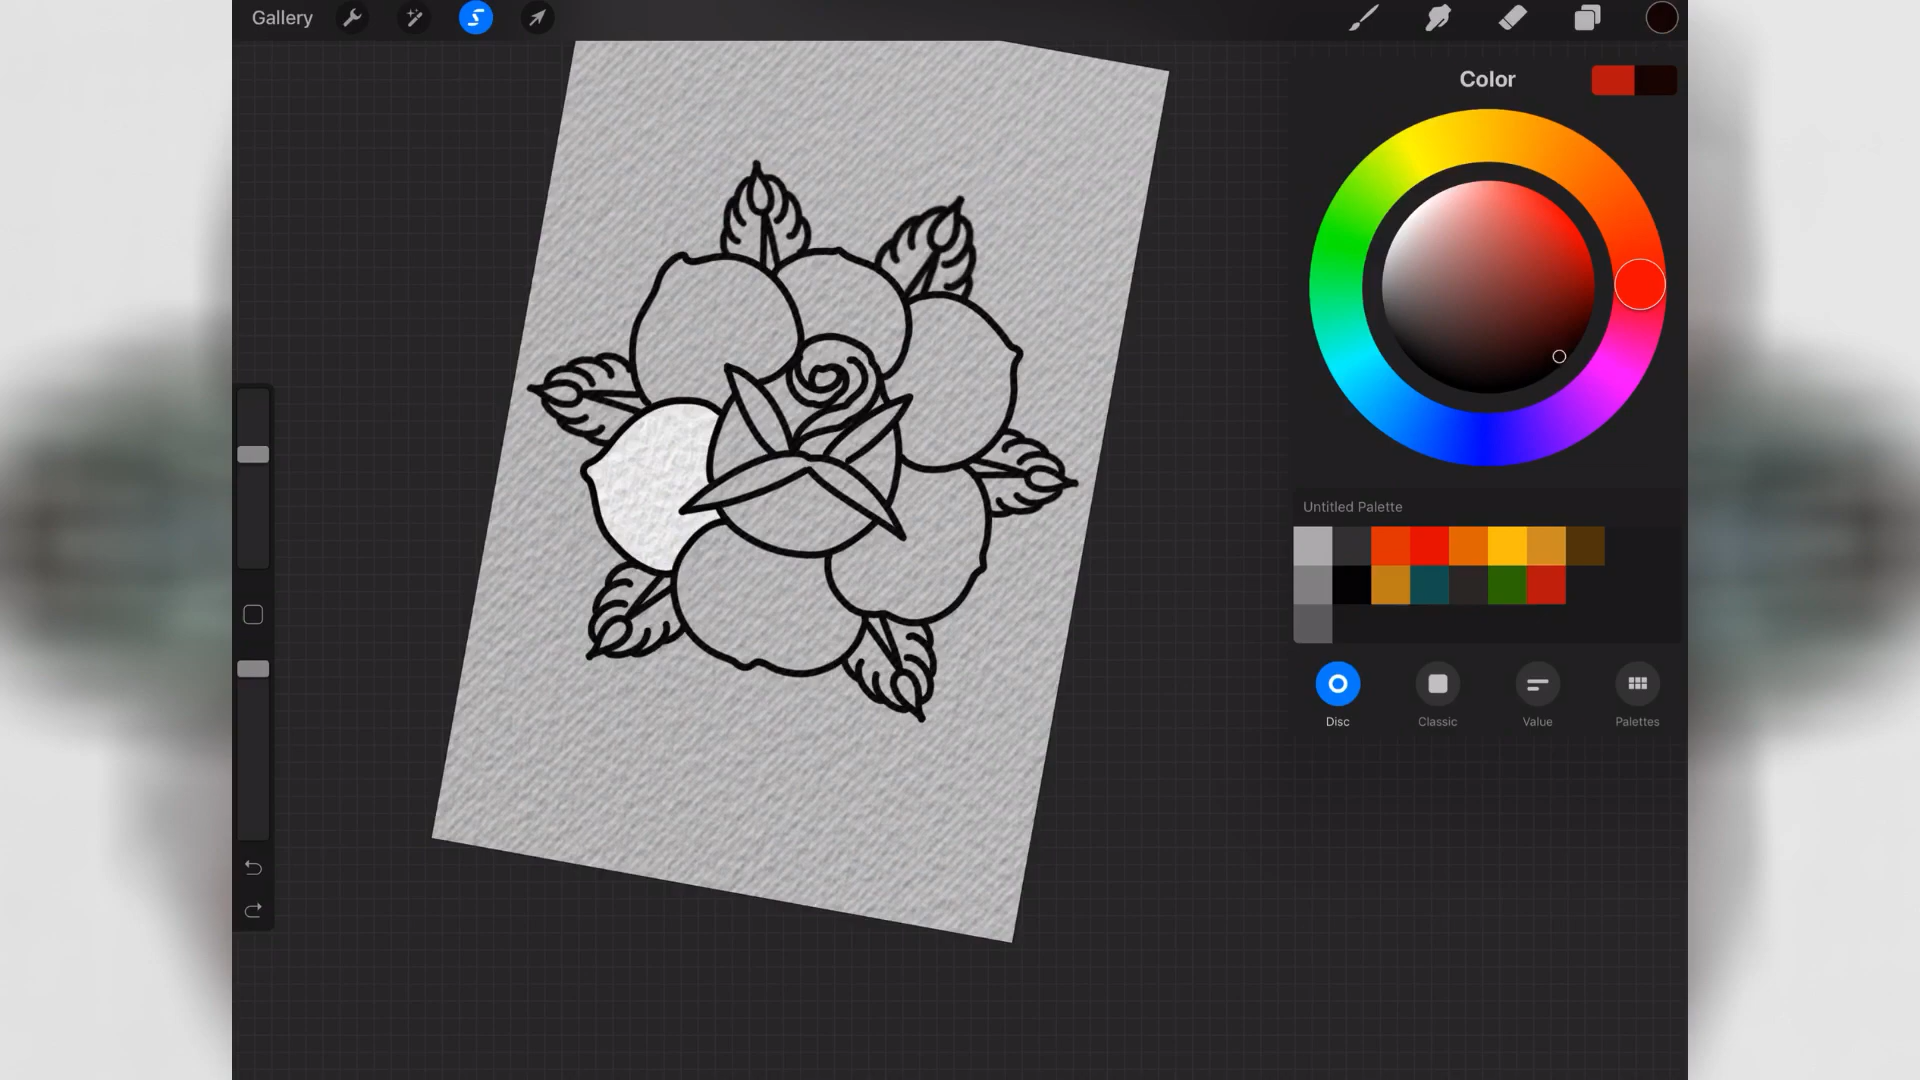 Gallery
Color
Untitled Palette
Disc
Classic
Value
Palettes